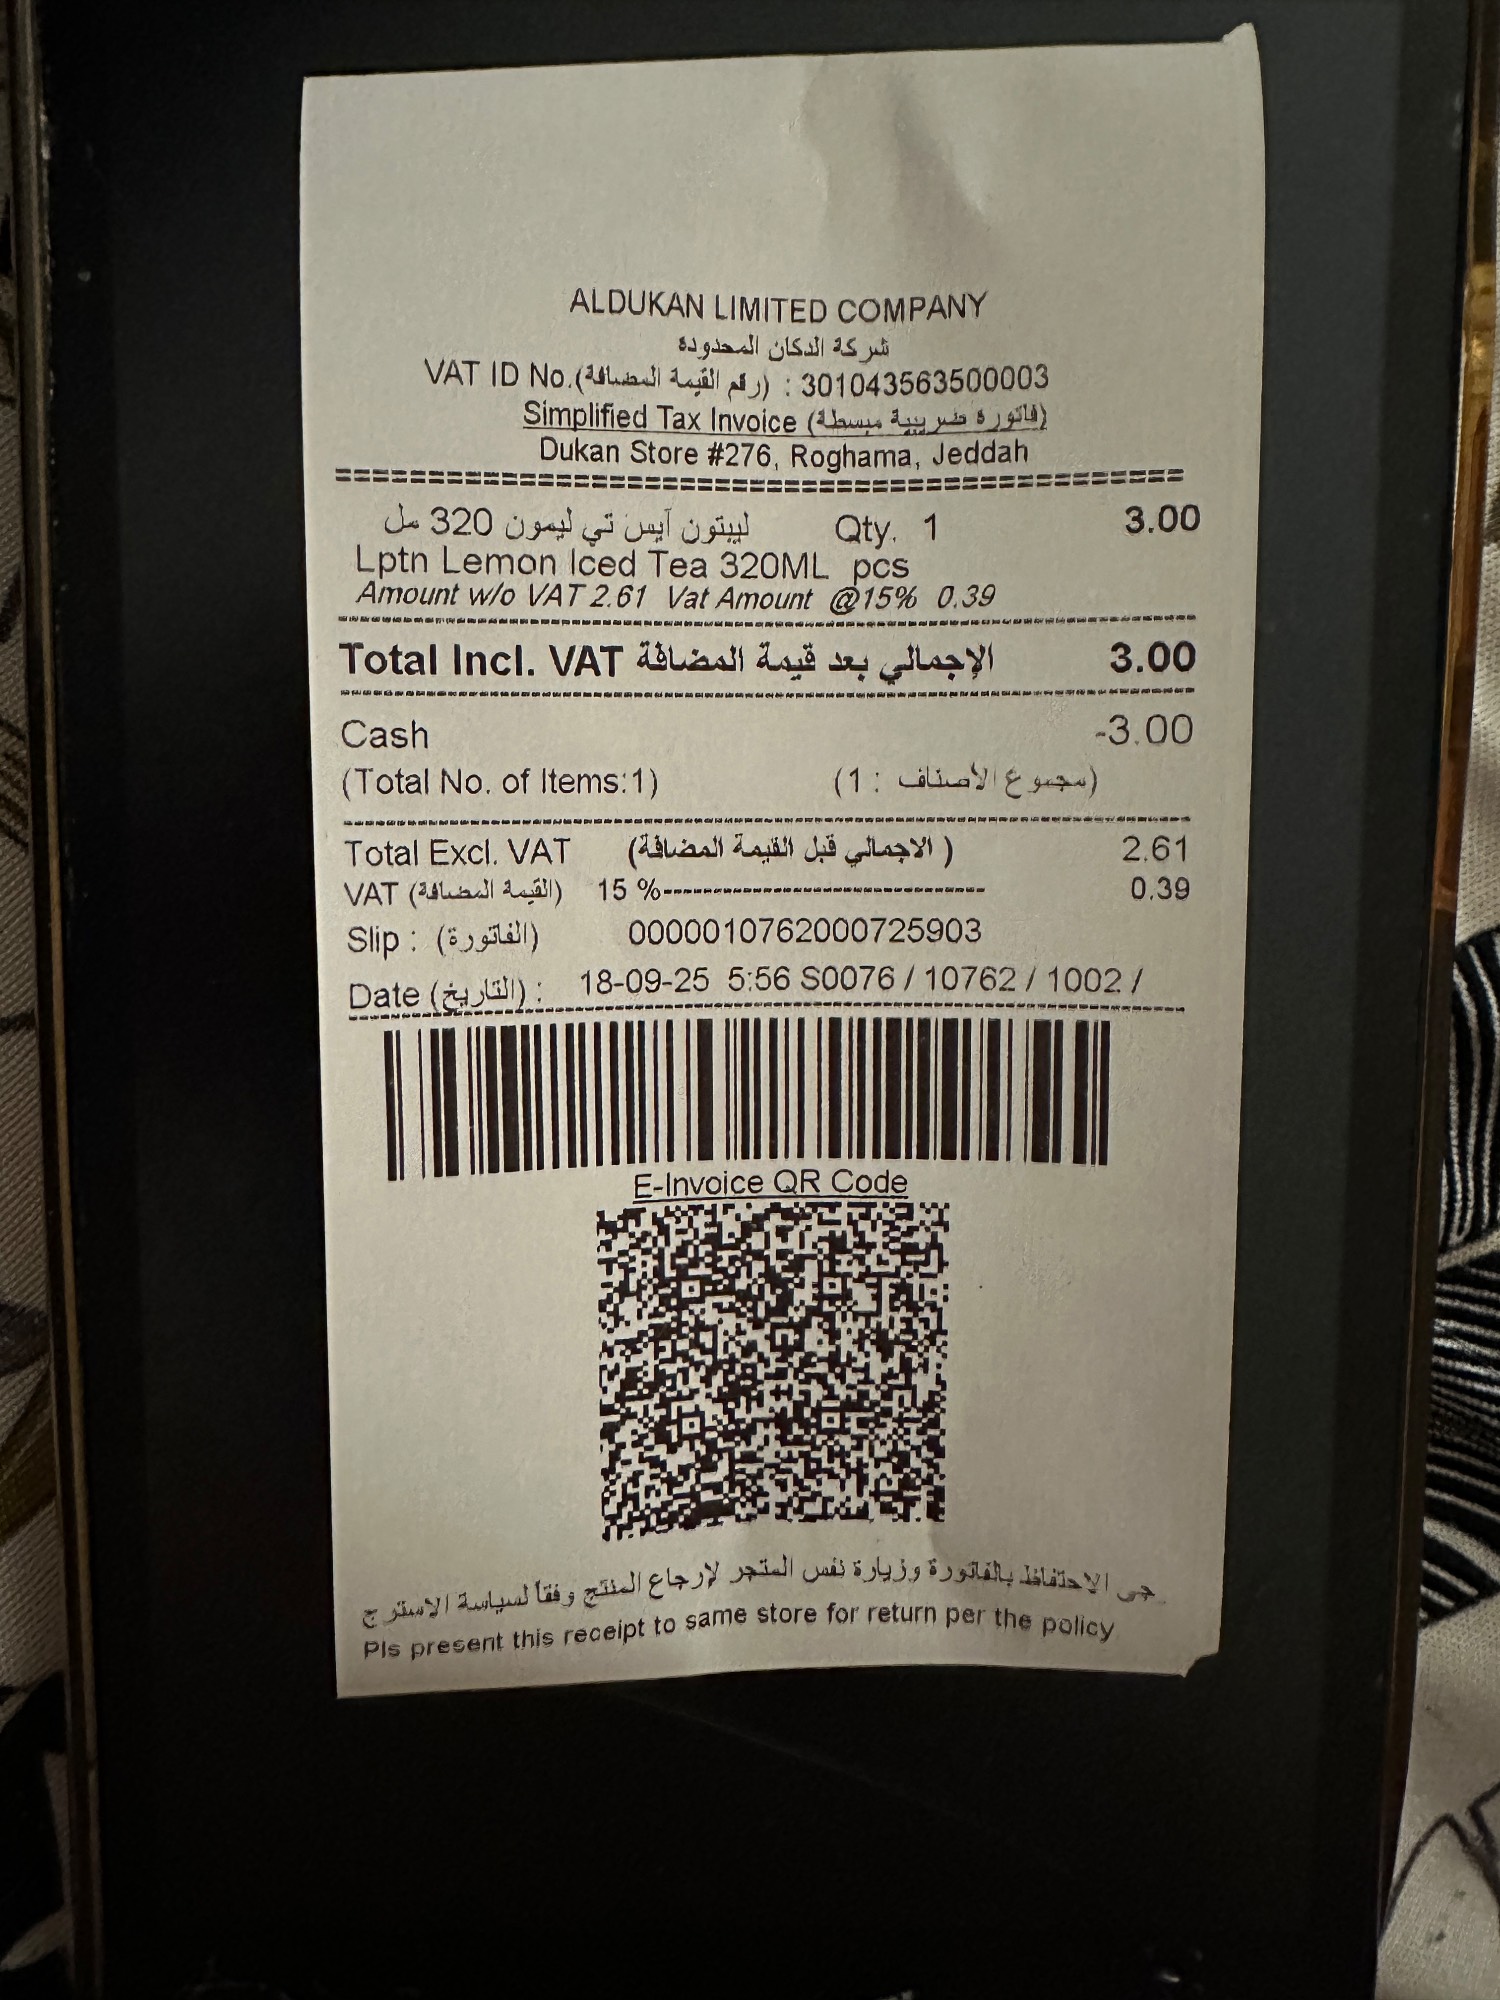 ALDUKAN LIMITED COMPANY
شركة الدكان المحدودة
VAT ID No.(رقم القيمة المضافة) : 301043563500003
Simplified Tax Invoice (فاتورة ضريبية مبسطة)
Dukan Store #276, Roghama, Jeddah
ليبتون آيس تي ليمون 320 مل Qty. 1 3.00
Lptn Lemon Iced Tea 320ML pcs
Amount w/o VAT 2.61 Vat Amount @15% 0.39
Total Incl. VAT الإجمالي بعد قيمة المضافة 3.00
Cash -3.00
(Total No. of Items:1) (مجموع الأصناف : 1)
Total Excl. VAT (الاجمالي قبل القيمة المضافة ) 2.61
VAT (القيمة المضافة) 15 %------------------------------ 0.39
Slip : (الفاتورة) 0000010762000725903
Date (التاريخ) : 18-09-25 5:56 S0076 / 10762 / 1002 /
E-Invoice QR Code
جى الاحتفاظ بالفاتورة وزيارة نفس المتجر لإرجاع المنتج وفقا لسياسة الاسترج
Pls present this receipt to same store for return per the policy